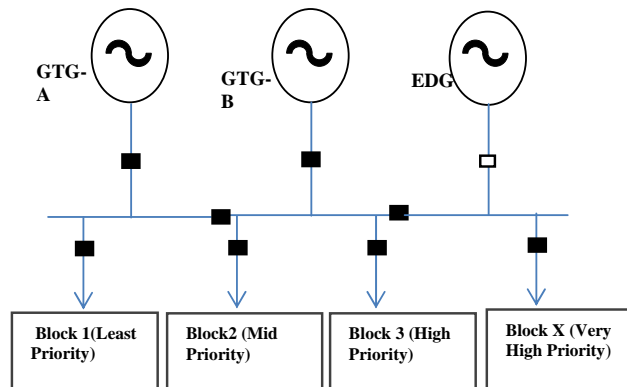 GTG-
A
GTG-
B
EDG
Block 1(Least
Priority)
Block2 (Mid
Priority)
Block 3 (High
Priority)
Block X (Very
High Priority)